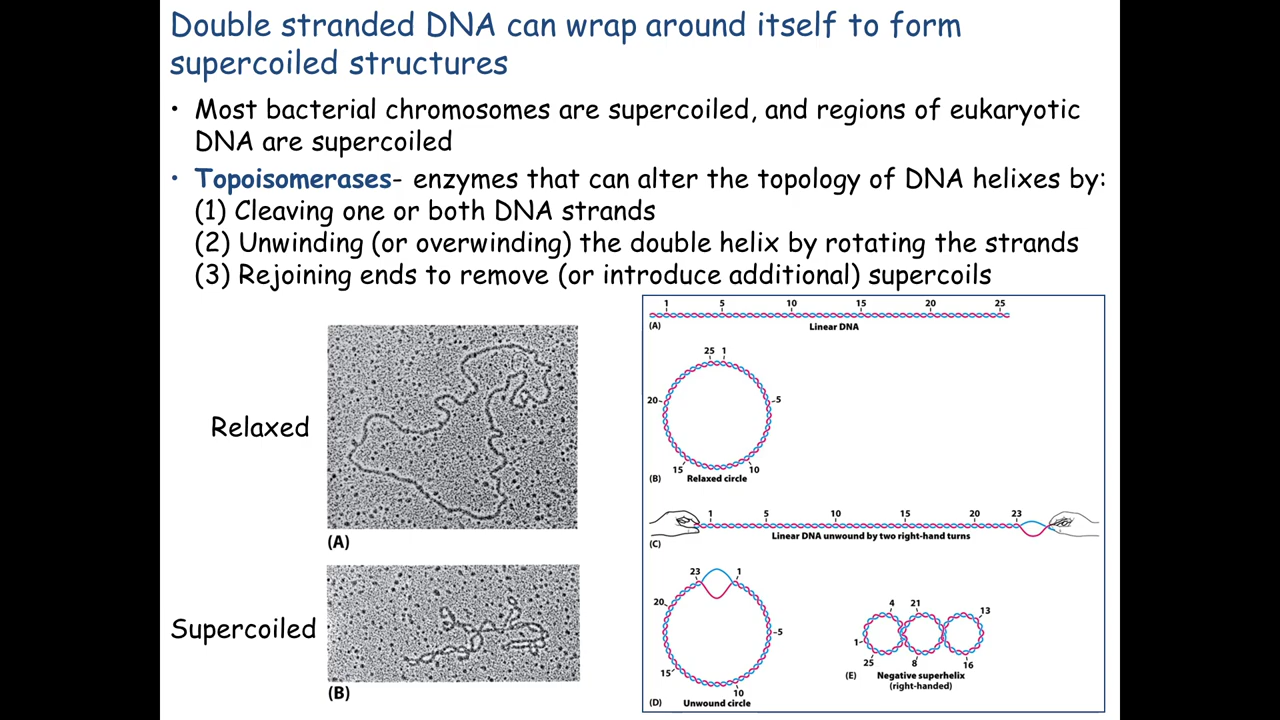 Double stranded DNA can wrap around itself to form
supercoiled structures
• Most bacterial chromosomes are supercoiled, and regions of eukaryotic
DNA are supercoiled
• Topoisomerases- enzymes that can alter the topology of DNA helixes by:
(1) Cleaving one or both DNA strands
(2) Unwinding (or overwinding) the double helix by rotating the strands
(3) Rejoining ends to remove (or introduce additional) supercoils
Relaxed
(A)
Supercoiled
(B)
1 5 10 15 20 25
(A) Linear DNA
25 1
20 5
15 10
(B) Relaxed circle
1 5 10 15 20 23
(C) Linear DNA unwound by two right-hand turns
23 1
20
5
15
10
(D) Unwound circle
4 21 13
1
25 8 16
(E) Negative superhelix
(right-handed)